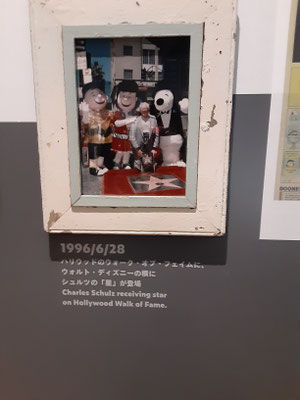 1996/6/28
ハリウッドのウォーク・オブ・フェイムに、
ウォルト・ディズニーの横に
シュルツの「星」が登場
Charles Schulz receiving star
on Hollywood Walk of Fame.